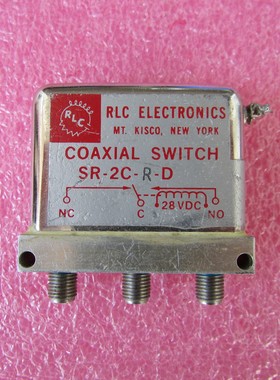 RLC
RLC ELECTRONICS
MT. KISCO, NEW YORK
COAXIAL SWITCH
SR-2C-R-D
NC C 28 VDC NO